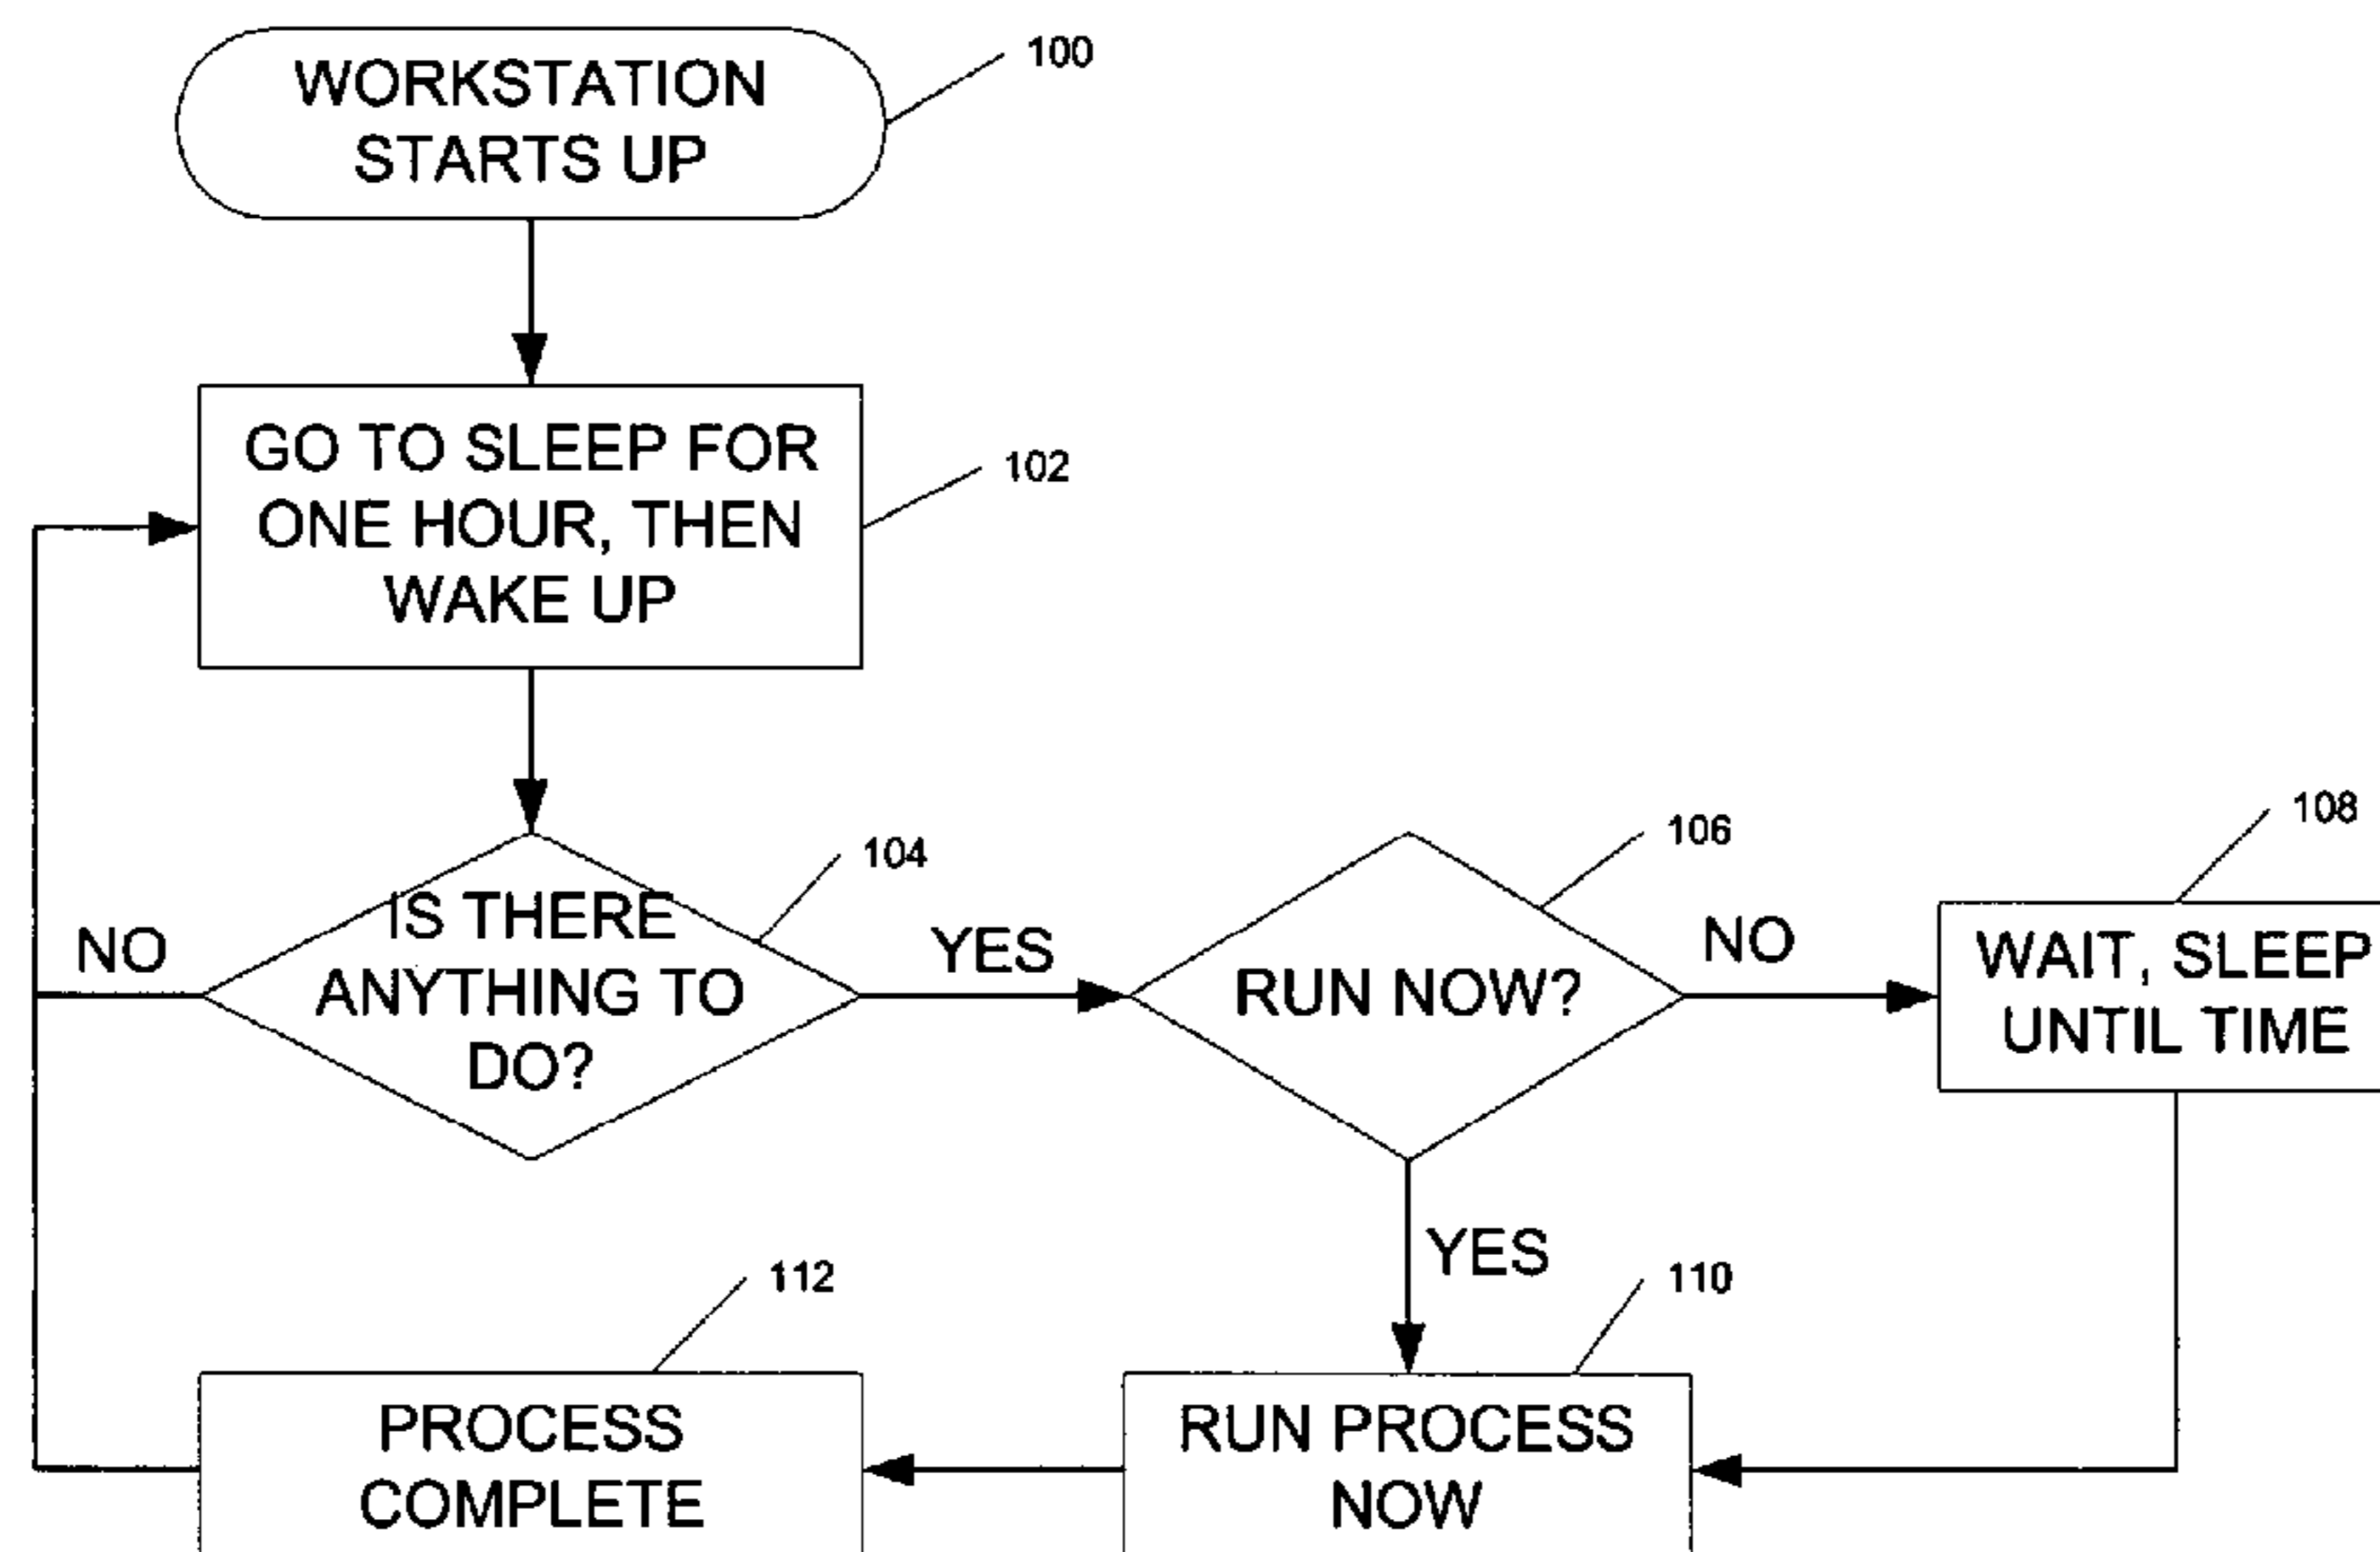 WORKSTATION
STARTS UP
100
GO TO SLEEP FOR
ONE HOUR, THEN
WAKE UP
102
IS THERE
ANYTHING TO
DO?
104
NO
YES
RUN NOW?
106
NO
WAIT, SLEEP
UNTIL TIME
108
YES
RUN PROCESS
NOW
110
PROCESS
COMPLETE
112